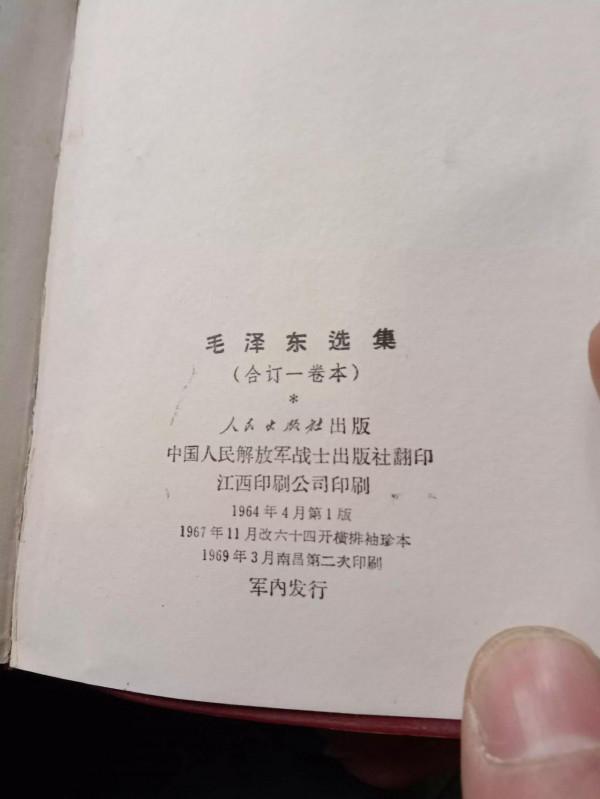 毛泽东选集
（合订一卷本）
*
人民出版社出版
中国人民解放军战士出版社翻印
江西印刷公司印刷
1964年4月第1版
1967年11月改六十四开横排袖珍本
1969年3月南昌第二次印刷
军内发行